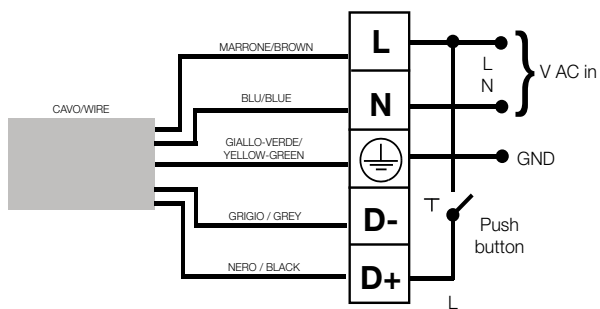 MARRONE/BROWN
L
L
N
V AC in
CAVO/WIRE
BLU/BLUE
N
GIALLO-VERDE/
YELLOW-GREEN
GND
GRIGIO / GREY
D-
Push
button
NERO / BLACK
D+
L